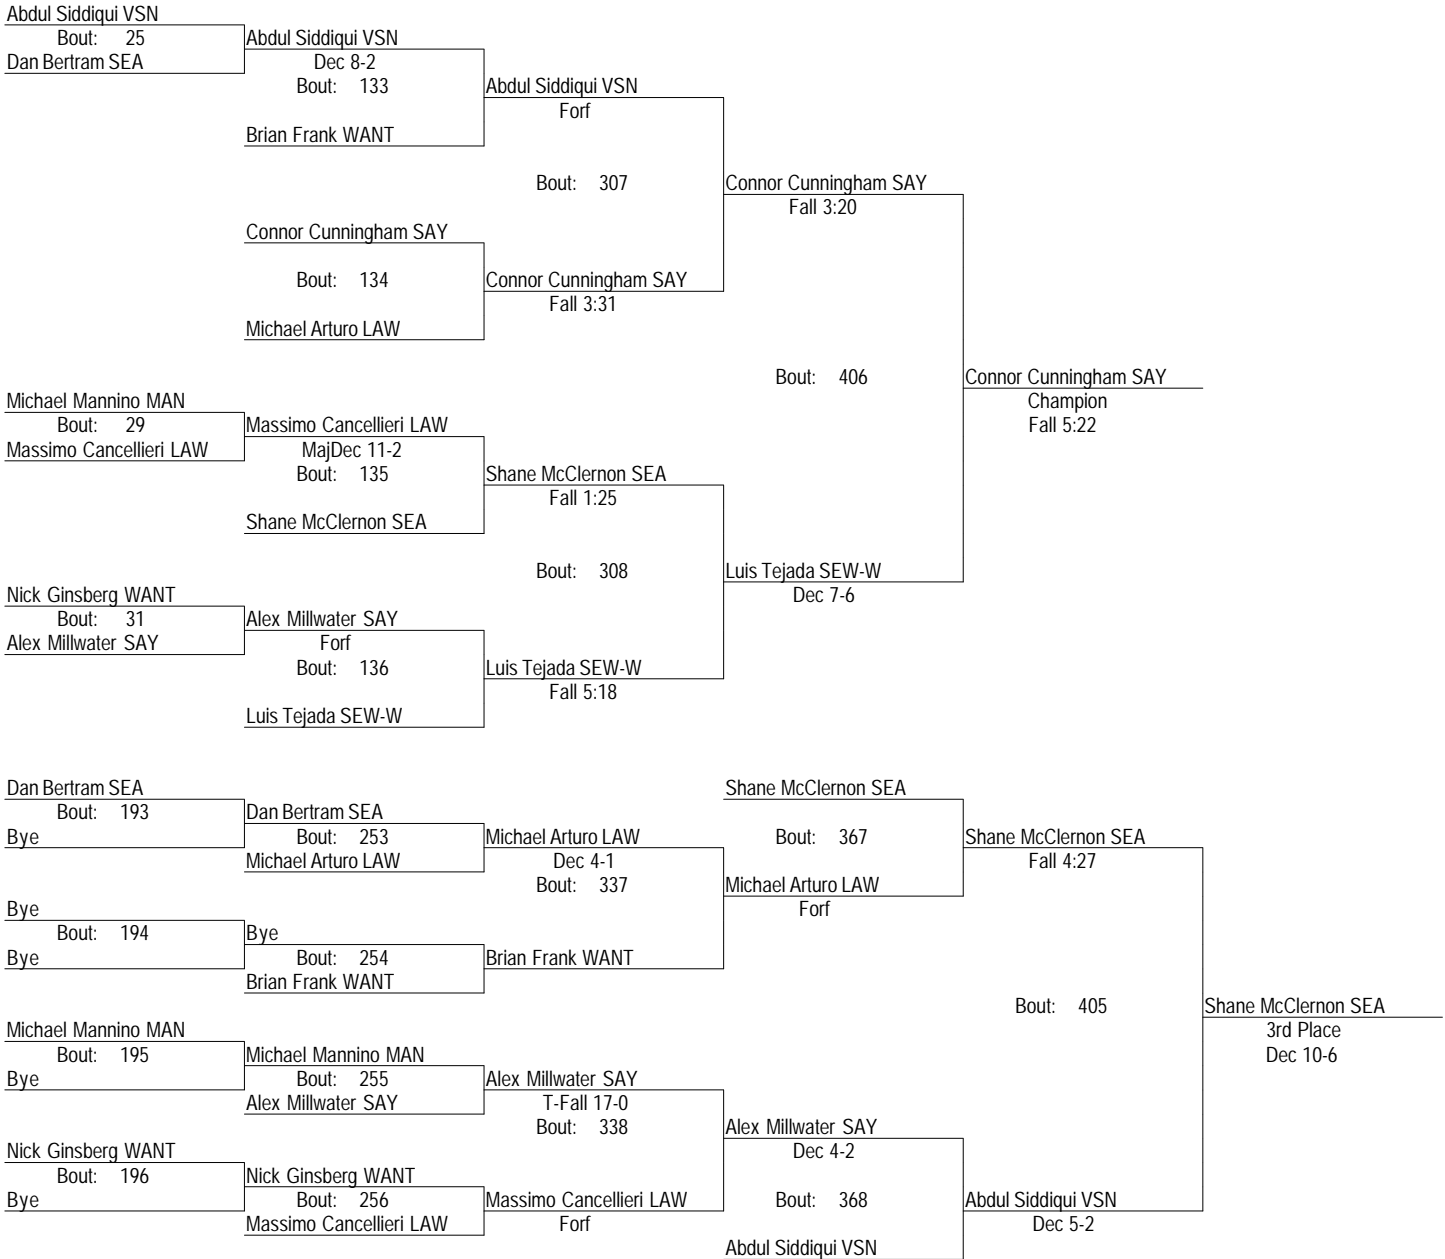 Abdul Siddiqui VSN
Bout: 25
Abdul Siddiqui VSN
Dan Bertram SEA
Dec 8-2
Bout: 133
Abdul Siddiqui VSN
Forf
Brian Frank WANT
Bout: 307
Connor Cunningham SAY
Fall 3:20
Connor Cunningham SAY
Bout: 134
Connor Cunningham SAY
Fall 3:31
Michael Arturo LAW
Bout: 406
Connor Cunningham SAY
Champion
Fall 5:22
Michael Mannino MAN
Bout: 29
Massimo Cancellieri LAW
Massimo Cancellieri LAW
MajDec 11-2
Bout: 135
Shane McClernon SEA
Fall 1:25
Shane McClernon SEA
Bout: 308
Luis Tejada SEW-W
Dec 7-6
Nick Ginsberg WANT
Bout: 31
Alex Millwater SAY
Alex Millwater SAY
Forf
Bout: 136
Luis Tejada SEW-W
Fall 5:18
Luis Tejada SEW-W
Dan Bertram SEA
Bout: 193
Dan Bertram SEA
Bye
Bout: 253
Michael Arturo LAW
Michael Arturo LAW
Dec 4-1
Bout: 337
Shane McClernon SEA
Bout: 367
Shane McClernon SEA
Fall 4:27
Michael Arturo LAW
Forf
Bye
Bout: 194
Bye
Bye
Bout: 254
Brian Frank WANT
Brian Frank WANT
Bout: 405
Shane McClernon SEA
3rd Place
Dec 10-6
Michael Mannino MAN
Bout: 195
Michael Mannino MAN
Bye
Bout: 255
Alex Millwater SAY
Alex Millwater SAY
T-Fall 17-0
Bout: 338
Alex Millwater SAY
Dec 4-2
Nick Ginsberg WANT
Bout: 196
Nick Ginsberg WANT
Bye
Bout: 256
Massimo Cancellieri LAW
Massimo Cancellieri LAW
Forf
Bout: 368
Abdul Siddiqui VSN
Dec 5-2
Abdul Siddiqui VSN